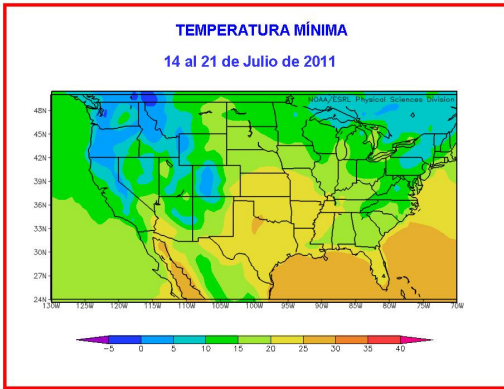 TEMPERATURA MÍNIMA
14 al 21 de Julio de 2011
NOAA/ESRL Physical Sciences Division
48N
45N
42N
39N
36N
33N
30N
27N
24N
130W 125W 120W 115W 110W 105W 100W 95W 90W 85W 80W 75W 70W
-5 0 5 10 15 20 25 30 35 40